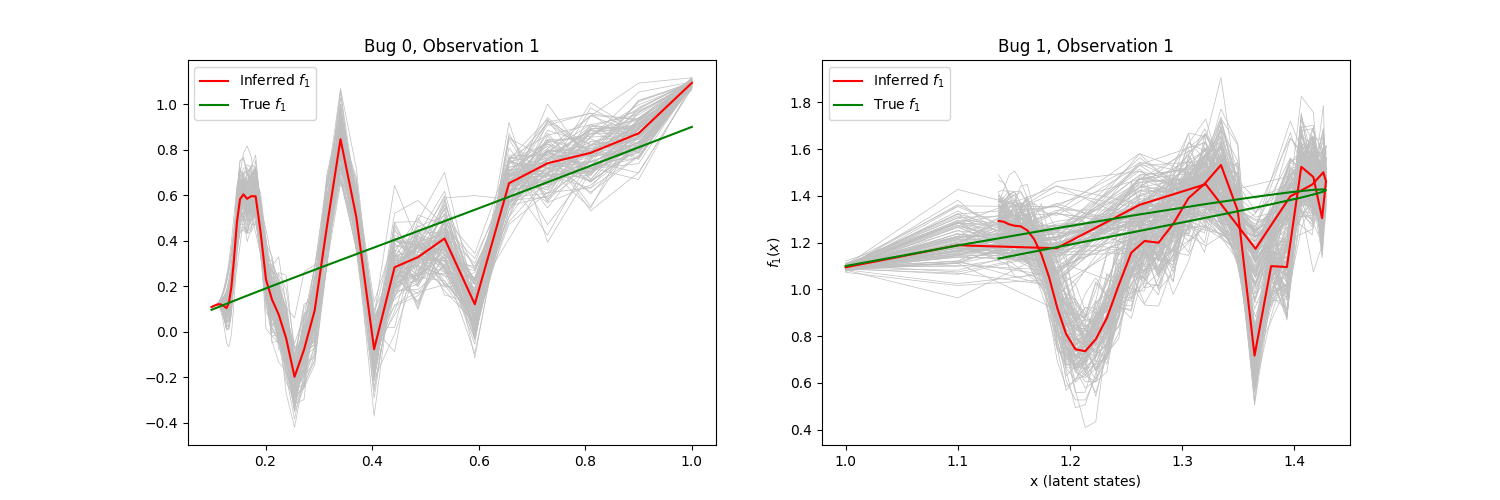 Bug 0, Observation 1
Inferred f₁
True f₁
1.0
0.8
0.6
0.4
0.2
0.0
−0.2
−0.4
0.2 0.4 0.6 0.8 1.0
Bug 1, Observation 1
Inferred f₁
True f₁
f₁(x)
1.8
1.6
1.4
1.2
1.0
0.8
0.6
0.4
1.0 1.1 1.2 1.3 1.4
x (latent states)